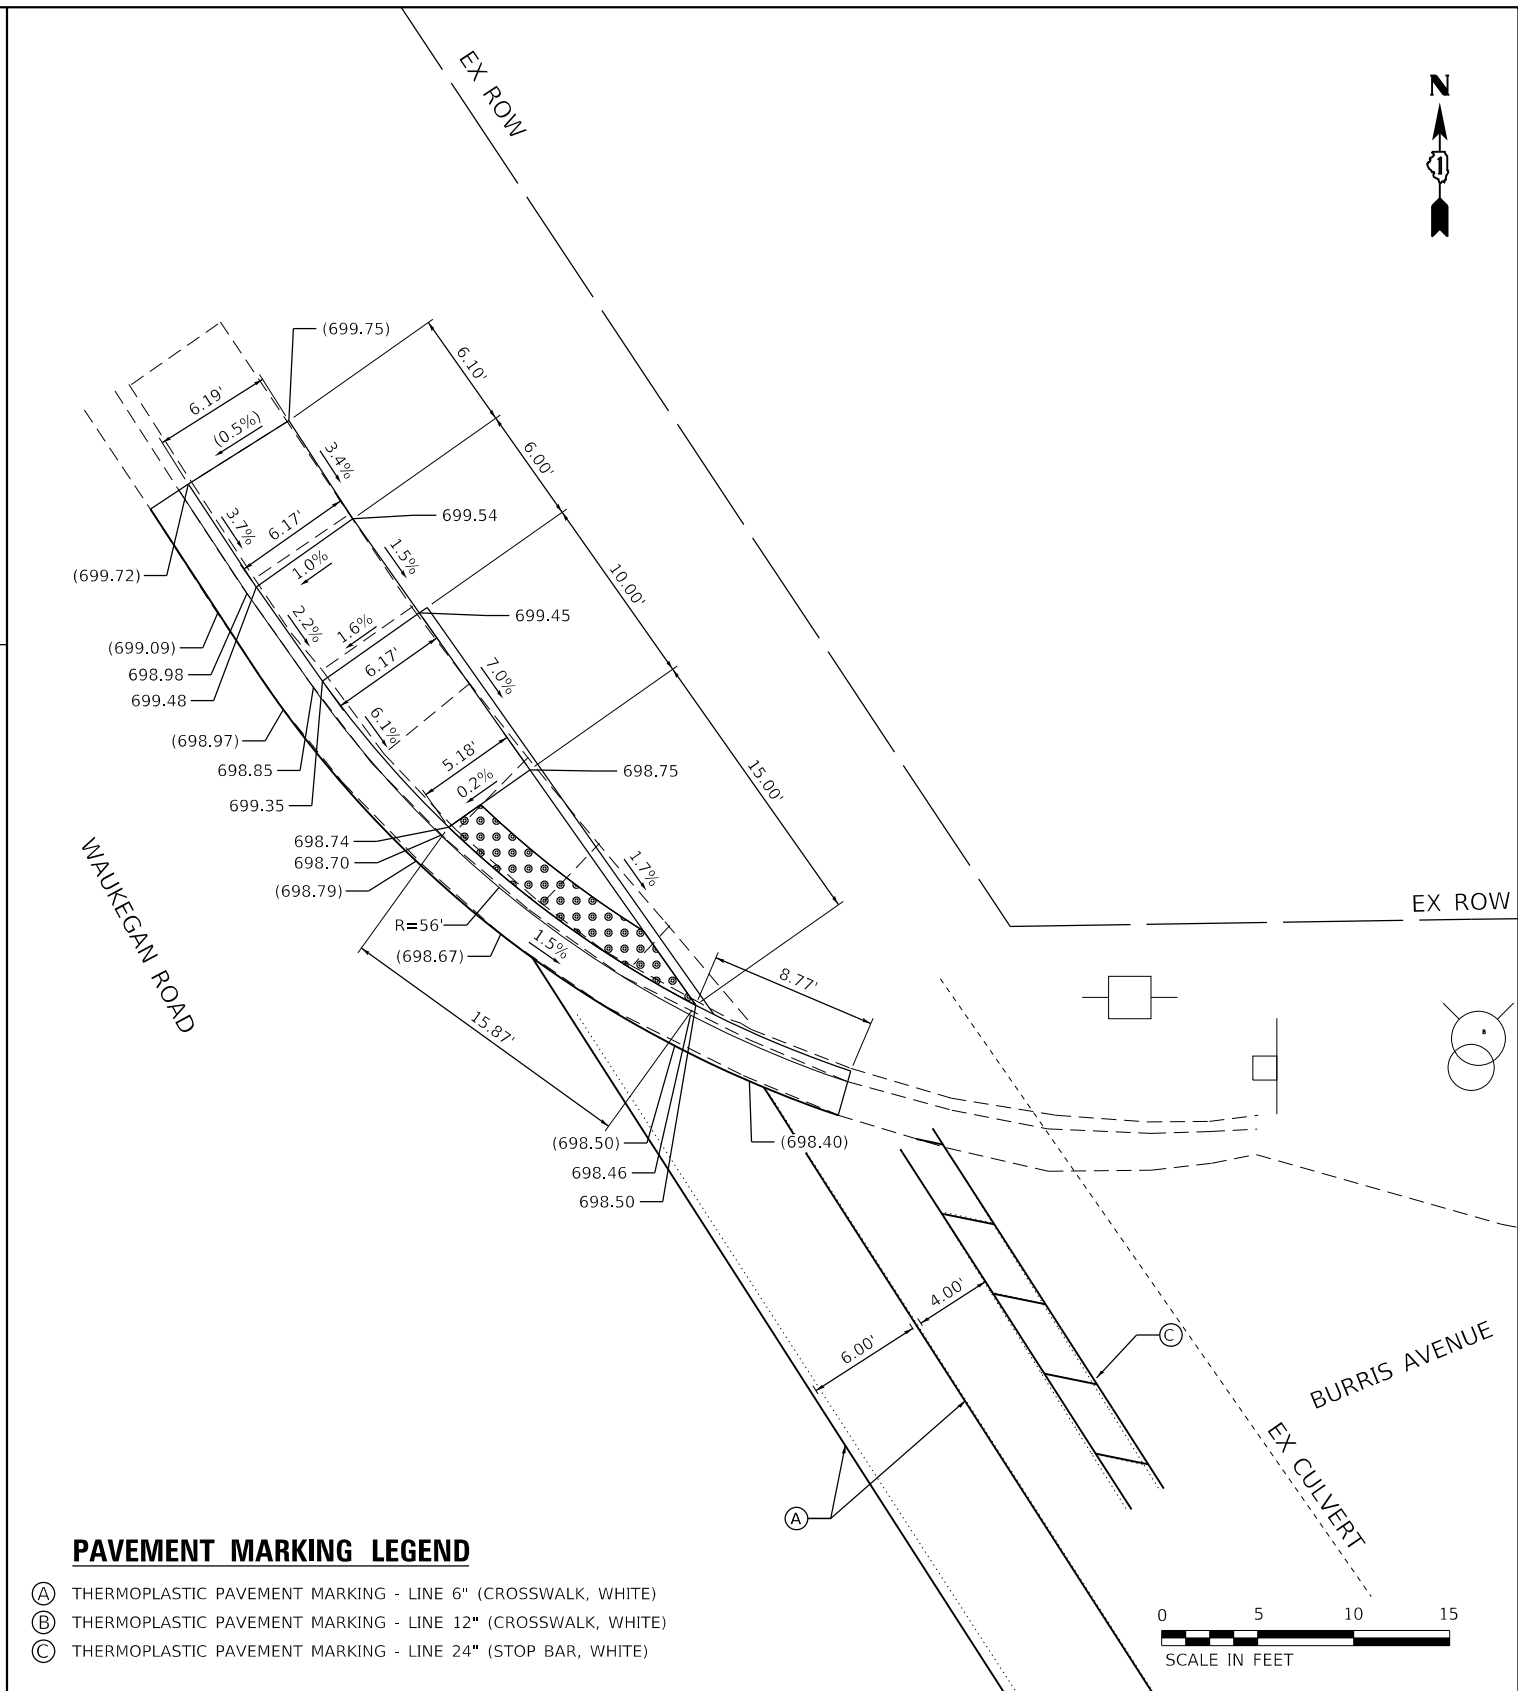 EX ROW
N
1
(699.75)
6.10'
6.19'
(0.5%)
3.4%
6.00'
3.7%
6.17'
699.54
1.0%
1.5%
(699.72)
10.00'
2.2%
1.6%
699.45
(699.09)
698.98
6.17'
699.48
7.0%
6.1%
(698.97)
698.85
5.18'
0.2%
698.75
699.35
15.00'
698.74
698.70
(698.79)
1.7%
WAUKEGAN ROAD
R=56'
(698.67)
1.5%
EX ROW
8.77'
15.87'
B
(698.50)
698.46
698.50
(698.40)
4.00'
6.00'
C
BURRIS AVENUE
EX CULVERT
A
PAVEMENT MARKING LEGEND
A THERMOPLASTIC PAVEMENT MARKING - LINE 6" (CROSSWALK, WHITE)
B THERMOPLASTIC PAVEMENT MARKING - LINE 12" (CROSSWALK, WHITE)
C THERMOPLASTIC PAVEMENT MARKING - LINE 24" (STOP BAR, WHITE)
0 5 10 15
SCALE IN FEET